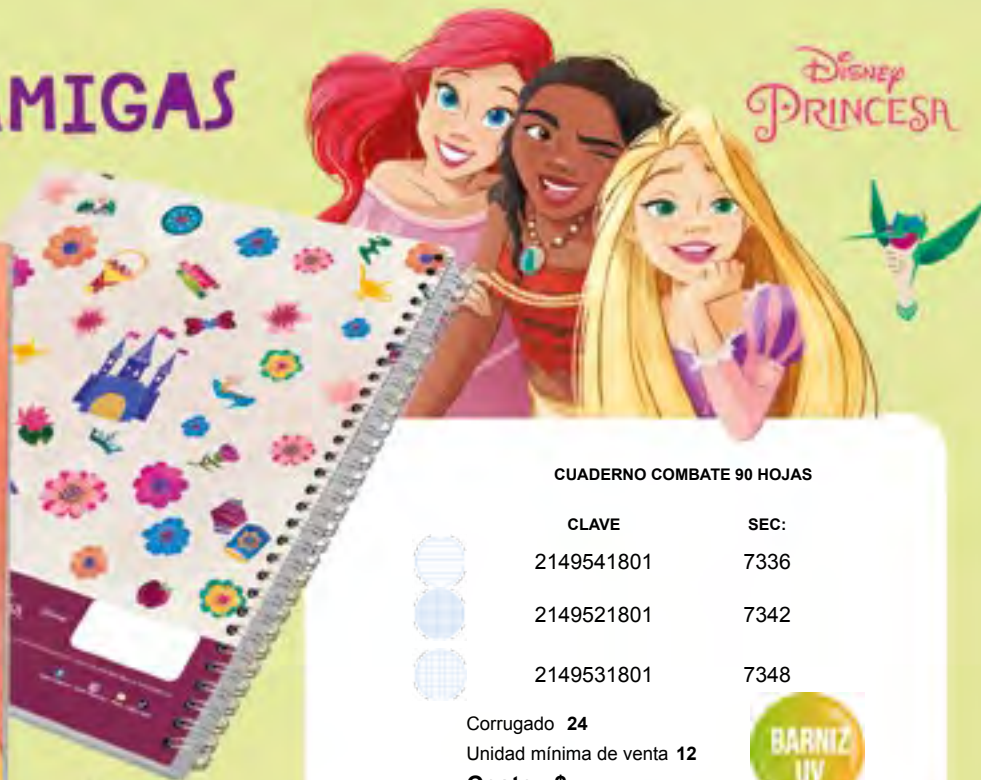 MIGAS
Disney
PRINCESA
CUADERNO COMBATE 90 HOJAS
CLAVE SEC:
2149541801 7336
2149521801 7342
2149531801 7348
Corrugado 24
Unidad mínima de venta 12
BARNIZ
UV